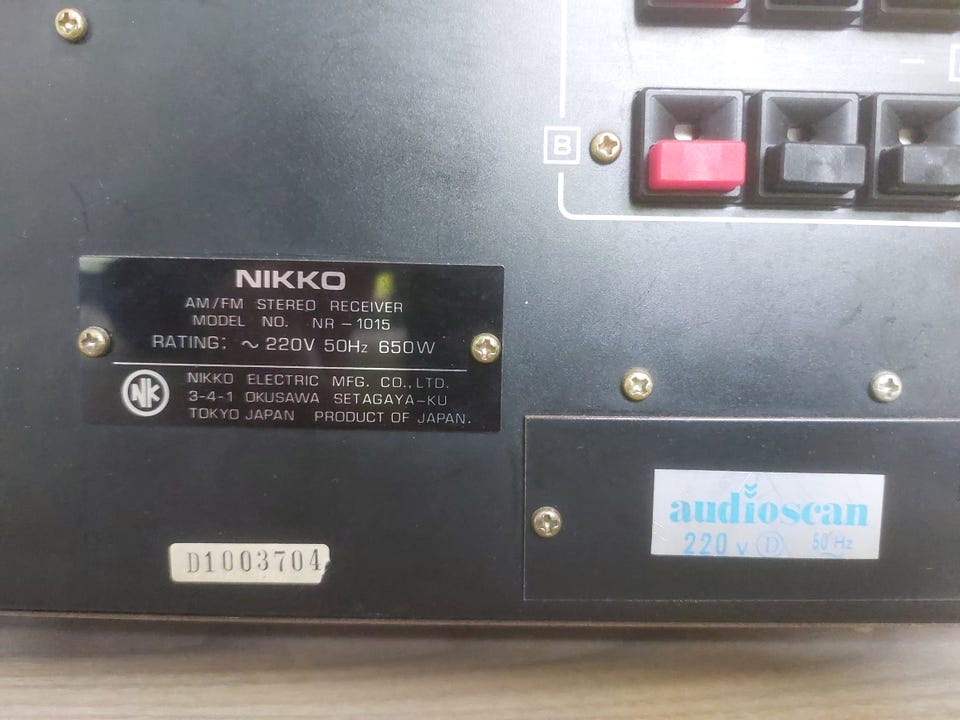 B
NIKKO
AM/FM STEREO RECEIVER
MODEL NO. NR-1015
RATING: ~ 220V 50Hz 650W
NK
NIKKO ELECTRIC MFG. CO., LTD.
3-4-1 OKUSAWA SETAGAYA-KU
TOKYO JAPAN PRODUCT OF JAPAN.
audioscan
220 V D 50 Hz
D1003704